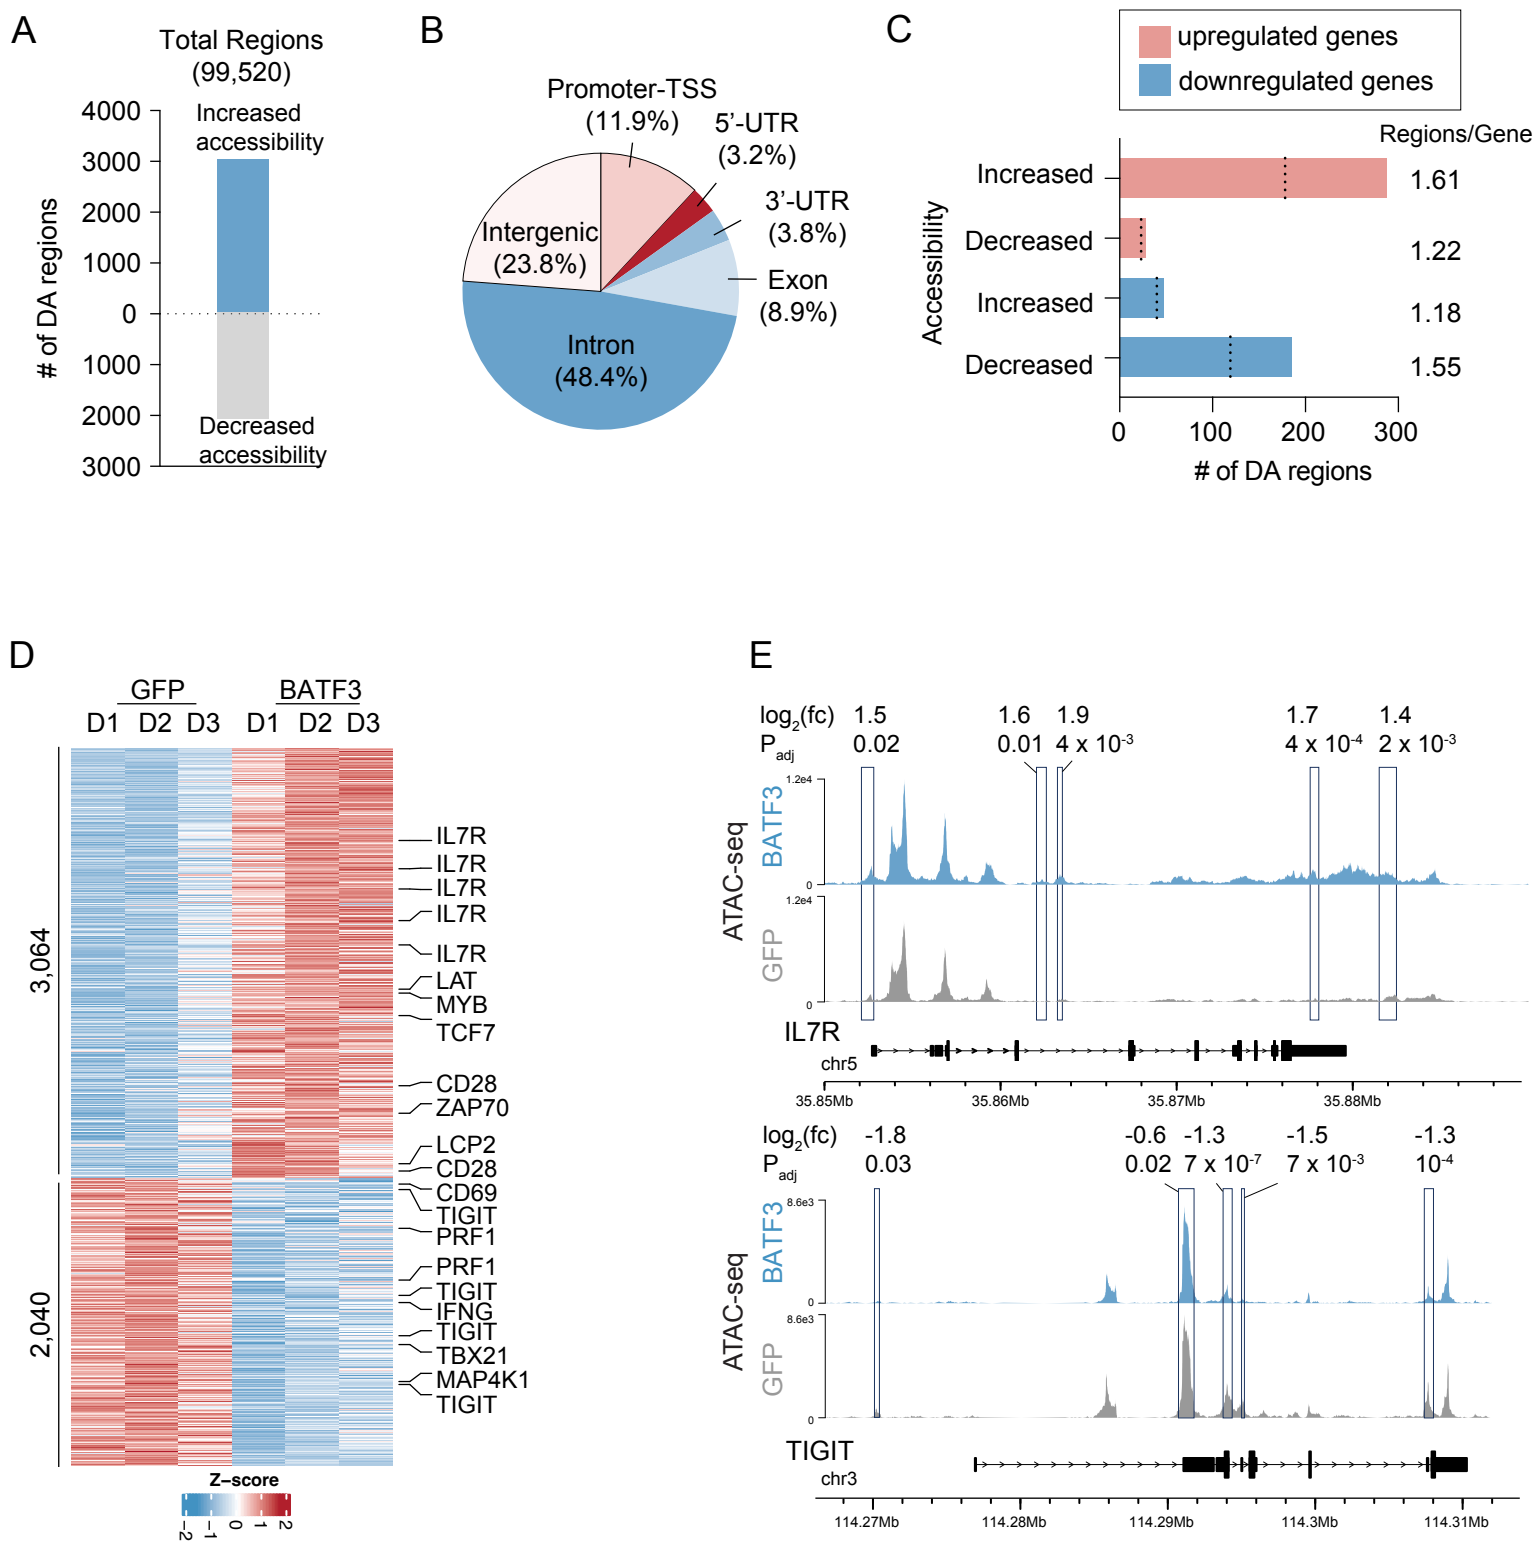 A
Total Regions
(99,520)
4000
3000
2000
1000
0
1000
2000
3000
# of DA regions
Increased
accessibility
Decreased
accessibility
B
Promoter-TSS
(11.9%)
5’-UTR
(3.2%)
3’-UTR
(3.8%)
Exon
(8.9%)
Intron
(48.4%)
Intergenic
(23.8%)
C
upregulated genes
downregulated genes
Regions/Gene
Accessibility
Increased 1.61
Decreased 1.22
Increased 1.18
Decreased 1.55
0 100 200 300
# of DA regions
D
GFP BATF3
D1 D2 D3 D1 D2 D3
3,064
2,040
IL7R
IL7R
IL7R
IL7R
IL7R
LAT
MYB
TCF7
CD28
ZAP70
LCP2
CD28
CD69
TIGIT
PRF1
PRF1
TIGIT
IFNG
TIGIT
TBX21
MAP4K1
TIGIT
Z−score
−2 −1 0 1 2
E
log2(fc) 1.5 1.6 1.9 1.7 1.4
Padj 0.02 0.01 4 x 10-3 4 x 10-4 2 x 10-3
ATAC-seq
BATF3
1.2e4
0
GFP
1.2e4
0
IL7R
chr5
35.85Mb 35.86Mb 35.87Mb 35.88Mb
log2(fc) -1.8 -0.6 -1.3 -1.5 -1.3
Padj 0.03 0.02 7 x 10-7 7 x 10-3 10-4
ATAC-seq
BATF3
8.6e3
0
GFP
8.6e3
0
TIGIT
chr3
114.27Mb 114.28Mb 114.29Mb 114.3Mb 114.31Mb